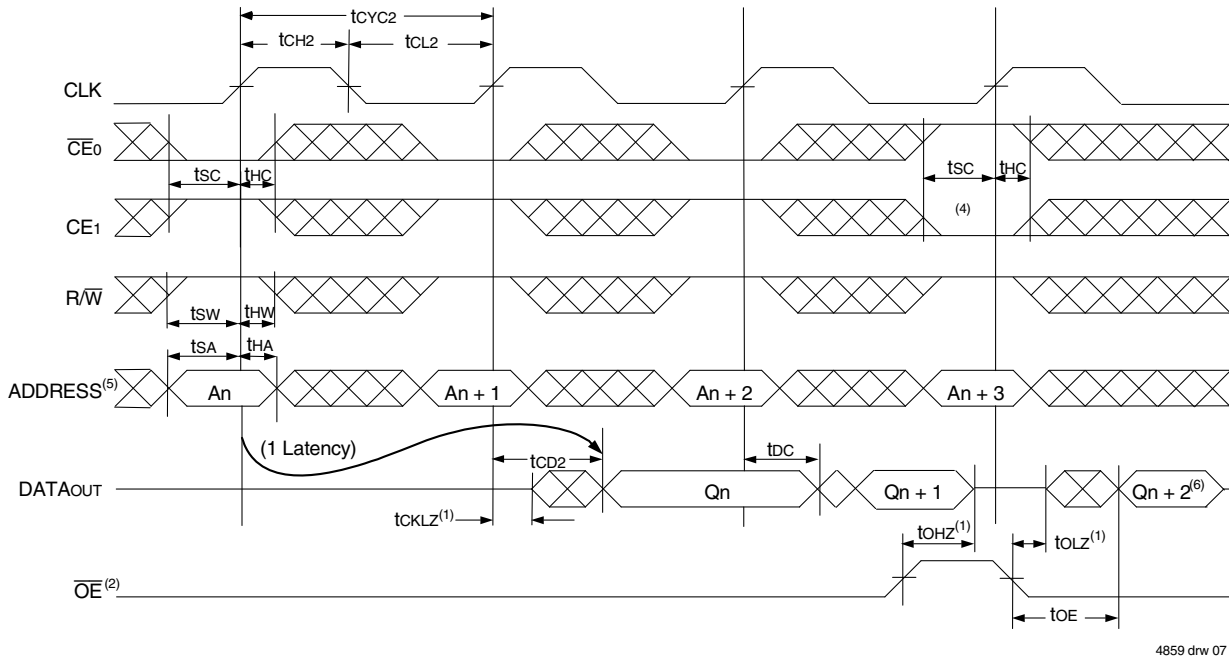 tCYC2
tCH2 tCL2
CLK
CE0
tSC tHC tSC tHC
CE1 (4)
R/W
tSW tHW
tSA tHA
ADDRESS(5) An An + 1 An + 2 An + 3
(1 Latency) tCD2 tDC
DATAOUT Qn Qn + 1 Qn + 2(6)
tCKLZ(1) tOHZ(1) tOLZ(1)
OE(2)
tOE
4859 drw 07